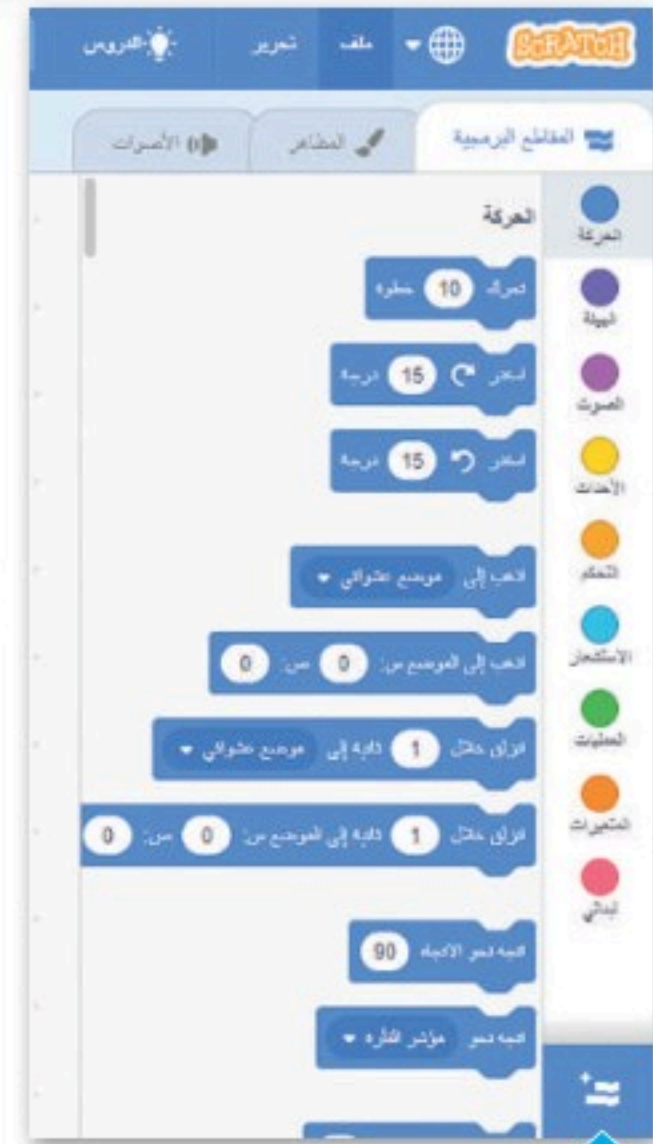 SCRATCH ملف تحرير الدروس
المقاطع البرمجية المظاهر الأصوات
الحركة
الحركة
تحرك 10 خطوة
الهيئة
استدر 15 درجة
الصوت
استدر 15 درجة
الأحداث
التحكم
اذهب إلى موضع عشوائي
الاستشعار
اذهب إلى الموضع س: 0 ص: 0
العمليات
انزلق خلال 1 ثانية إلى موضع عشوائي
المتغيرات
انزلق خلال 1 ثانية إلى الموضع س: 0 ص: 0
لبناتي
اتجه نحو الاتجاه 90
اتجه نحو مؤشر الفأرة